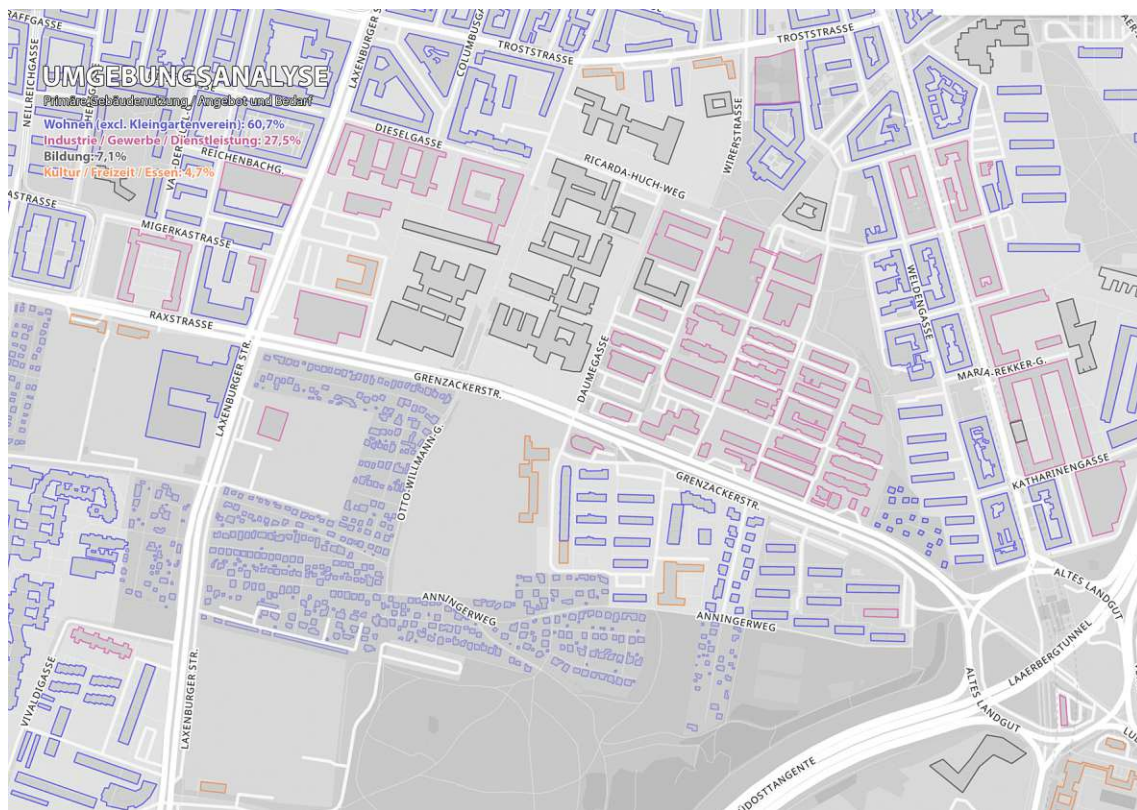 TROSTSTRASSE
TROSTSTRASSE
NEILREICHGASSE
UMGEBUNGSANALYSE
Primäre Gebäudenutzung / Angebot und Bedarf
Wohnen (excl. Kleingartenverein): 60,7%
Industrie / Gewerbe / Dienstleistung: 27,5%
Bildung: 7,1%
Kultur / Freizeit / Essen: 4,7%
DIESELGASSE
REICHENBACHG.
RICARDA-HUCH-WEG
WIRERSTRASSE
MIGERKASTRASSE
WELDENGASSE
RAXSTRASSE
LAXENBURGER STR.
GRENZACKERSTR.
DAUMEGASSE
OTTO-WILLMANN-G.
MARIA-REKKER-G.
KATHARINENGASSE
GRENZACKERSTR.
ANNINGERWEG
ANNINGERWEG
ALTES LANDGUT
LAAERBERGTUNNEL
ALTES LANDGUT
VIVALDIGASSE
LAXENBURGER STR.